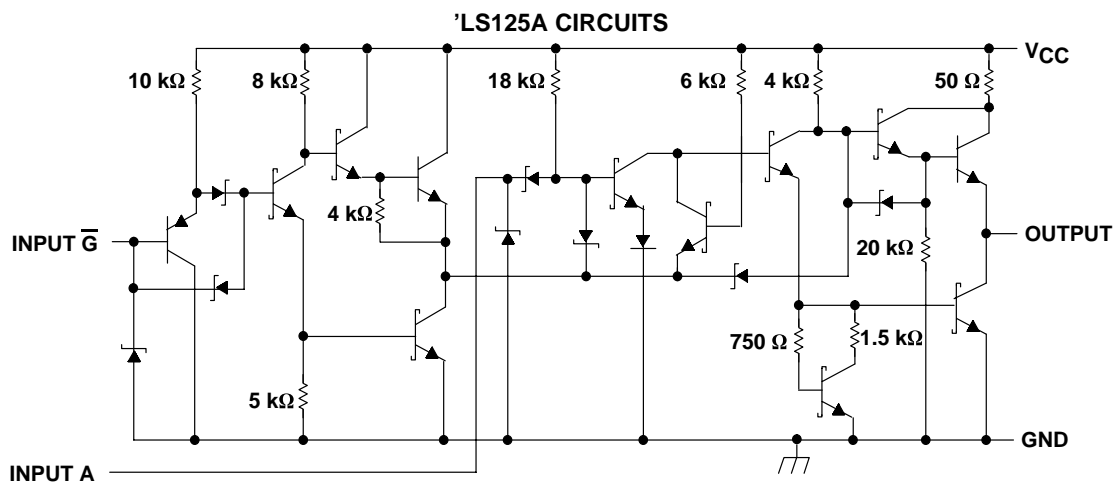 ’LS125A CIRCUITS
VCC
10 kΩ
8 kΩ
18 kΩ
6 kΩ
4 kΩ
50 Ω
4 kΩ
INPUT G̅
20 kΩ
OUTPUT
750 Ω
1.5 kΩ
5 kΩ
GND
INPUT A